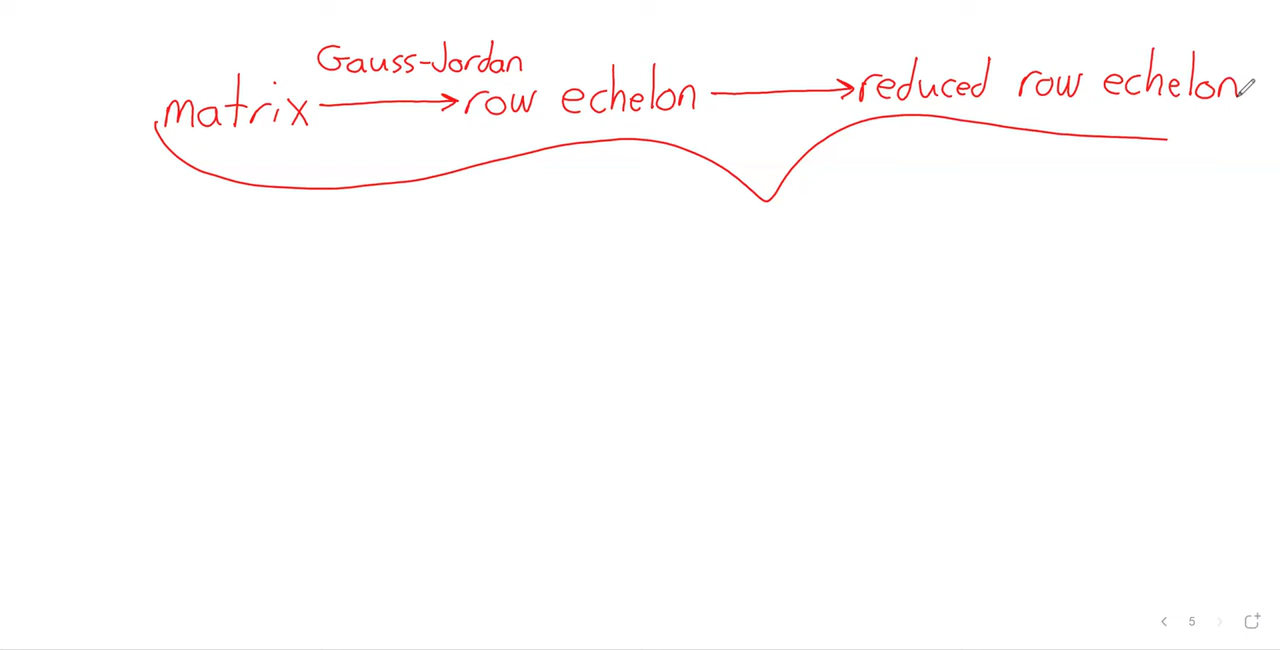 Gauss-Jordan
matrix → row echelon → reduced row echelon
5